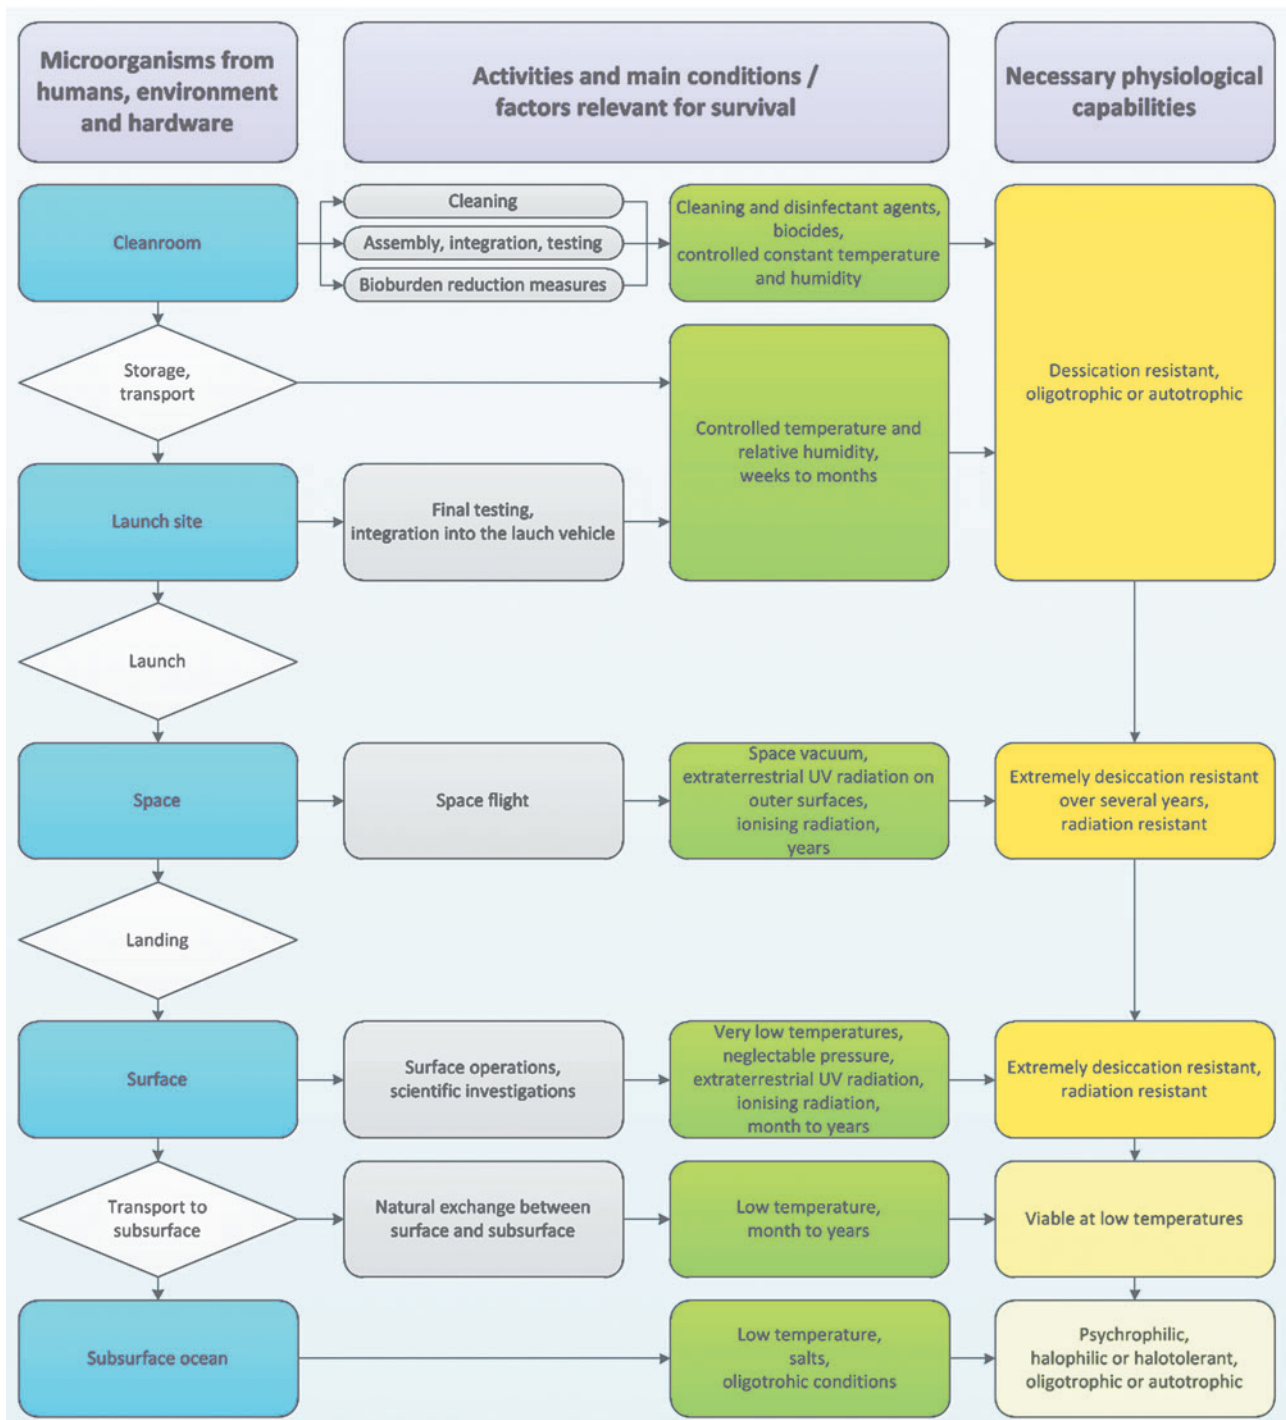 Microorganisms from
humans, environment
and hardware
Activities and main conditions /
factors relevant for survival
Necessary physiological
capabilities
Cleanroom
Cleaning
Assembly, integration, testing
Bioburden reduction measures
Cleaning and disinfectant agents,
biocides,
controlled constant temperature
and humidity
Dessication resistant,
oligotrophic or autotrophic
Storage,
transport
Controlled temperature and
relative humidity,
weeks to months
Launch site
Final testing,
integration into the lauch vehicle
Launch
Space
Space flight
Space vacuum,
extraterrestrial UV radiation on
outer surfaces,
ionising radiation,
years
Extremely desiccation resistant
over several years,
radiation resistant
Landing
Surface
Surface operations,
scientific investigations
Very low temperatures,
neglectable pressure,
extraterrestrial UV radiation,
ionising radiation,
month to years
Extremely desiccation resistant,
radiation resistant
Transport to
subsurface
Natural exchange between
surface and subsurface
Low temperature,
month to years
Viable at low temperatures
Subsurface ocean
Low temperature,
salts,
oligotrohic conditions
Psychrophilic,
halophilic or halotolerant,
oligotrophic or autotrophic